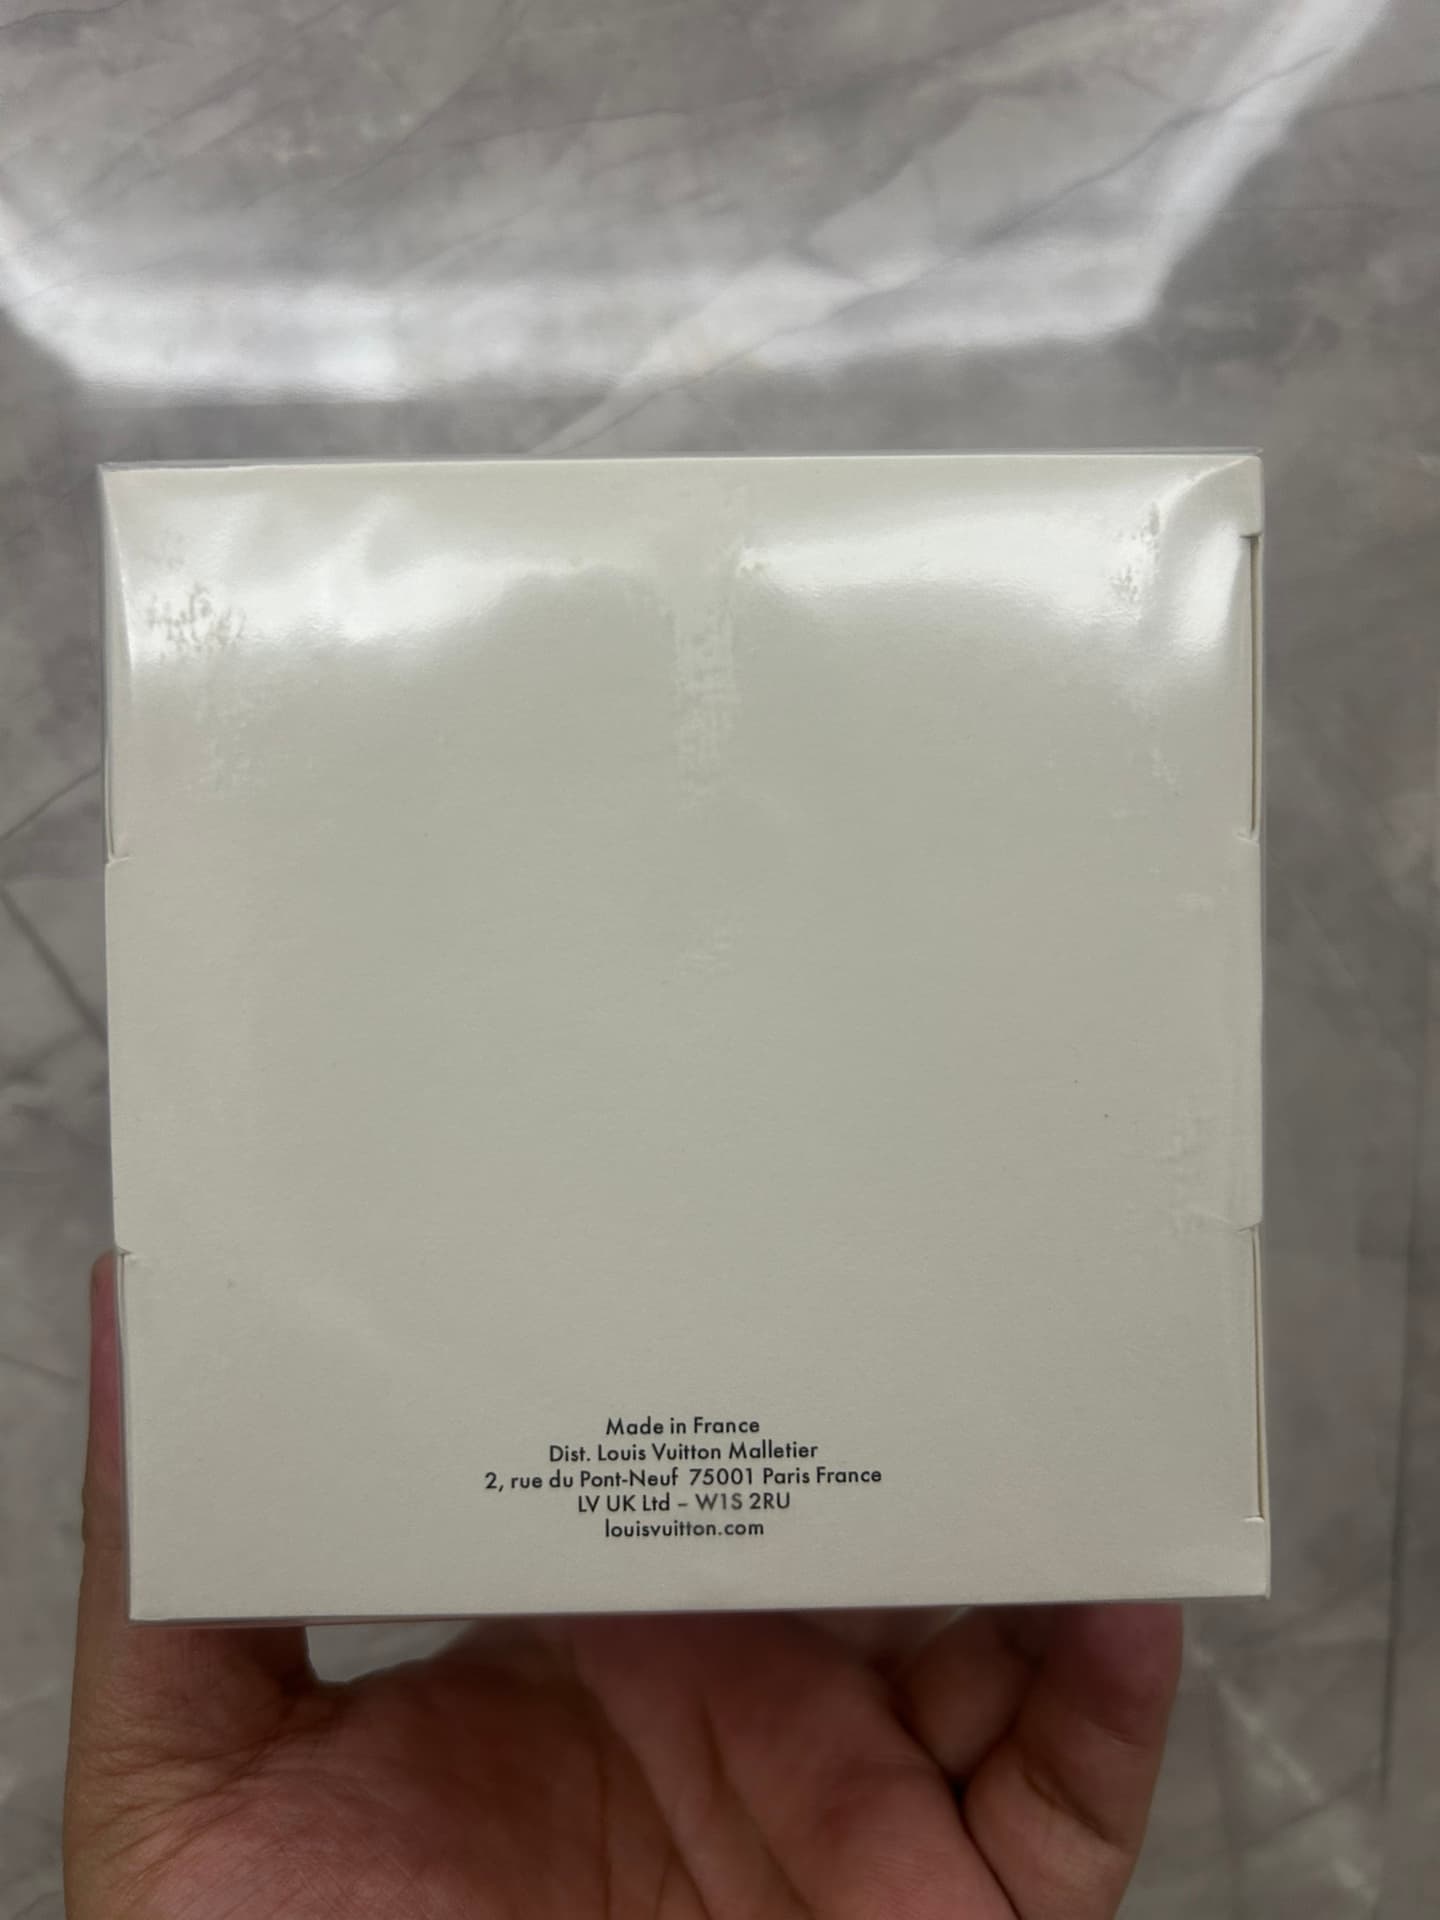 Made in France
Dist. Louis Vuitton Malletier
2, rue du Pont-Neuf 75001 Paris France
LV UK Ltd – W1S 2RU
louisvuitton.com